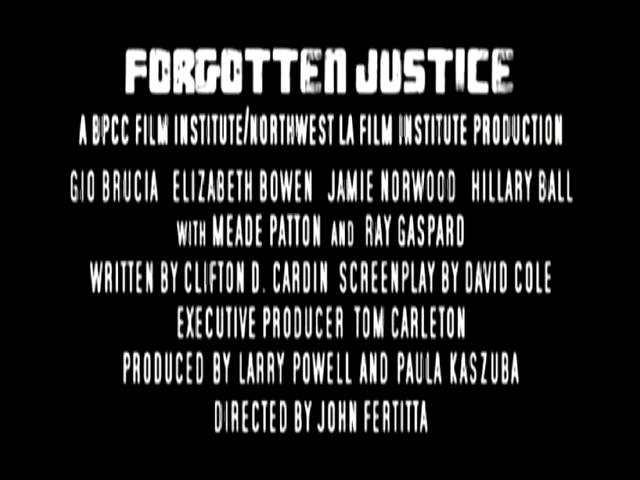 FORGOTTEN JUSTICE
A BPCC FILM INSTITUTE/NORTHWEST LA FILM INSTITUTE PRODUCTION
GIO BRUCIA ELIZABETH BOWEN JAMIE NORWOOD HILLARY BALL
WITH MEADE PATTON AND RAY GASPARD
WRITTEN BY CLIFTON D. CARDIN SCREENPLAY BY DAVID COLE
EXECUTIVE PRODUCER TOM CARLETON
PRODUCED BY LARRY POWELL AND PAULA KASZUBA
DIRECTED BY JOHN FERTITTA